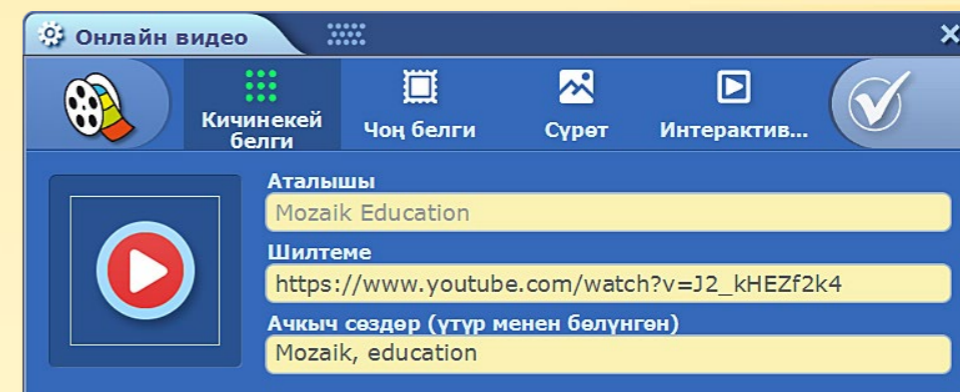 Онлайн видео
Кичинекей
белги
Чоң белги
Сүрөт
Интерактив...
Аталышы
Mozaik Education
Шилтеме
https://www.youtube.com/watch?v=J2_kHEZf2k4
Ачкыч сөздөр (үтүр менен бөлүнгөн)
Mozaik, education